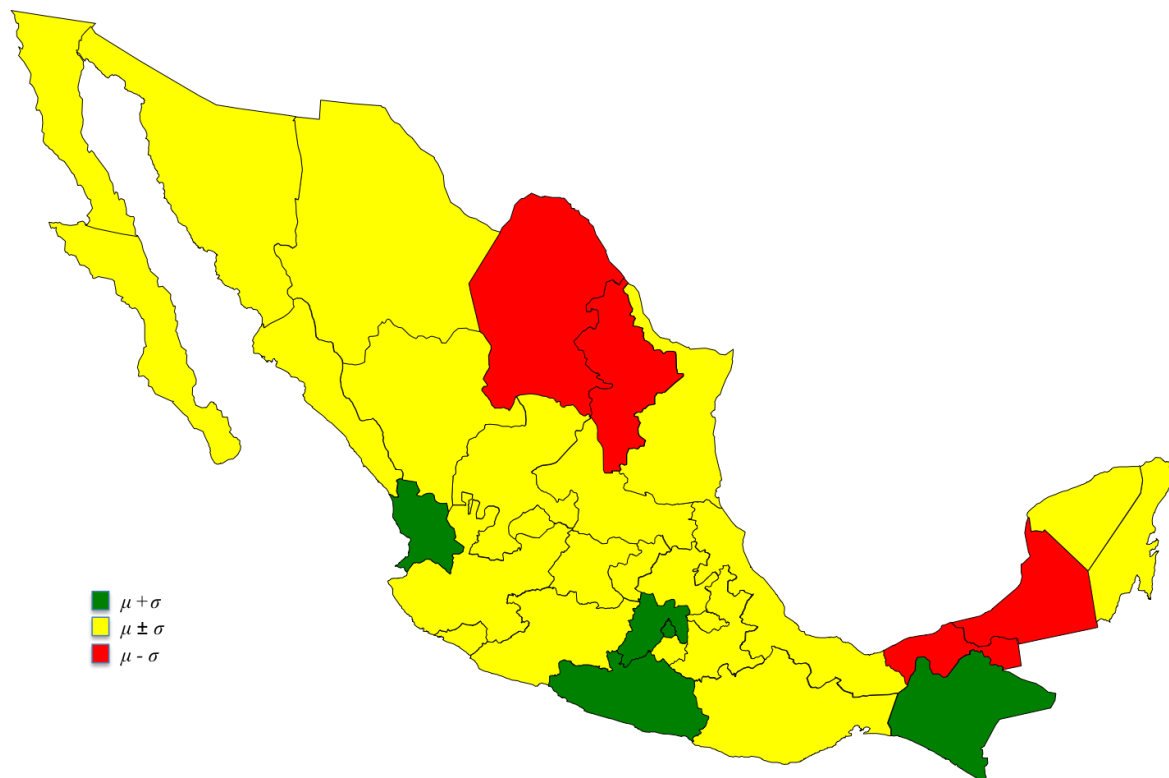 μ + σ
μ ± σ
μ - σ